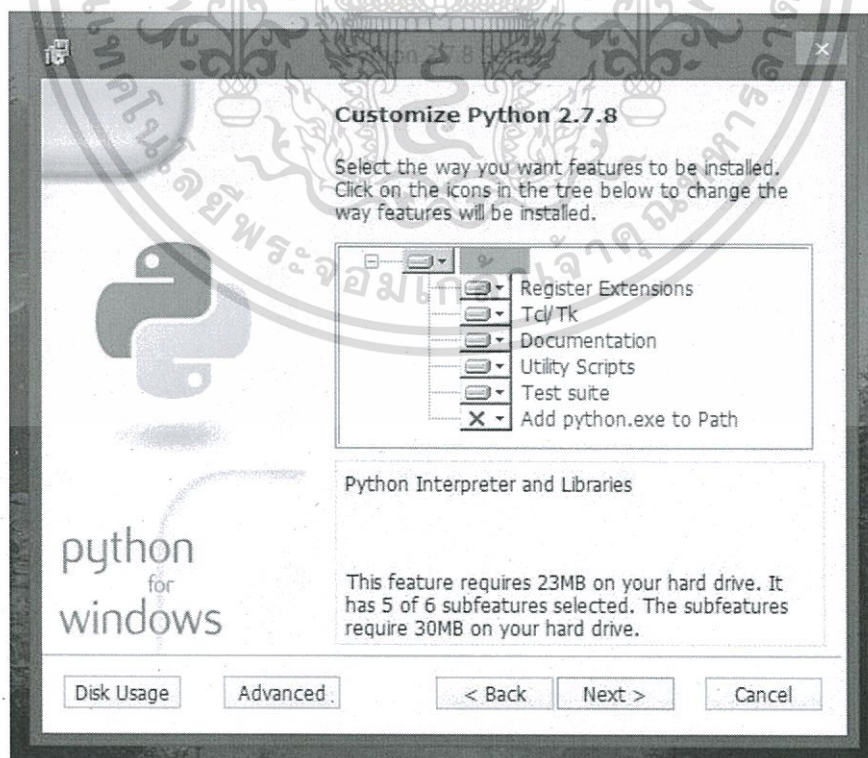 Customize Python 2.7.8
Select the way you want features to be installed.
Click on the icons in the tree below to change the
way features will be installed.
Register Extensions
Tcl/Tk
Documentation
Utility Scripts
Test suite
Add python.exe to Path
Python Interpreter and Libraries
This feature requires 23MB on your hard drive. It
has 5 of 6 subfeatures selected. The subfeatures
require 30MB on your hard drive.
python
for
windows
Disk Usage
Advanced
< Back
Next >
Cancel